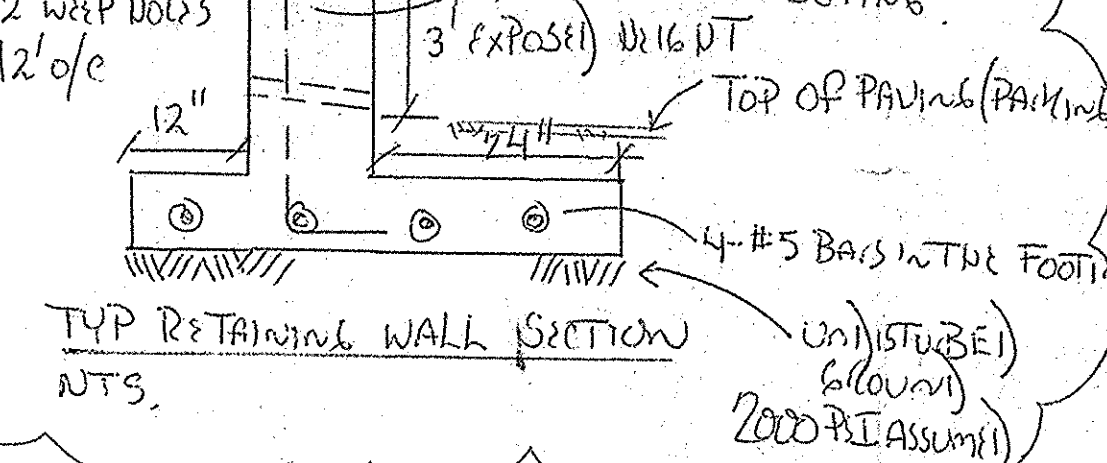 2 WEEP HOLES
12' O/C
3' EXPOSED HEIGHT
TOP OF PAVING (PARKING
12"
24"
4-#5 BARS IN THE FOOTI
TYP RETAINING WALL SECTION
NTS.
UNDISTURBED
GROUND
2000 PSI ASSUMED